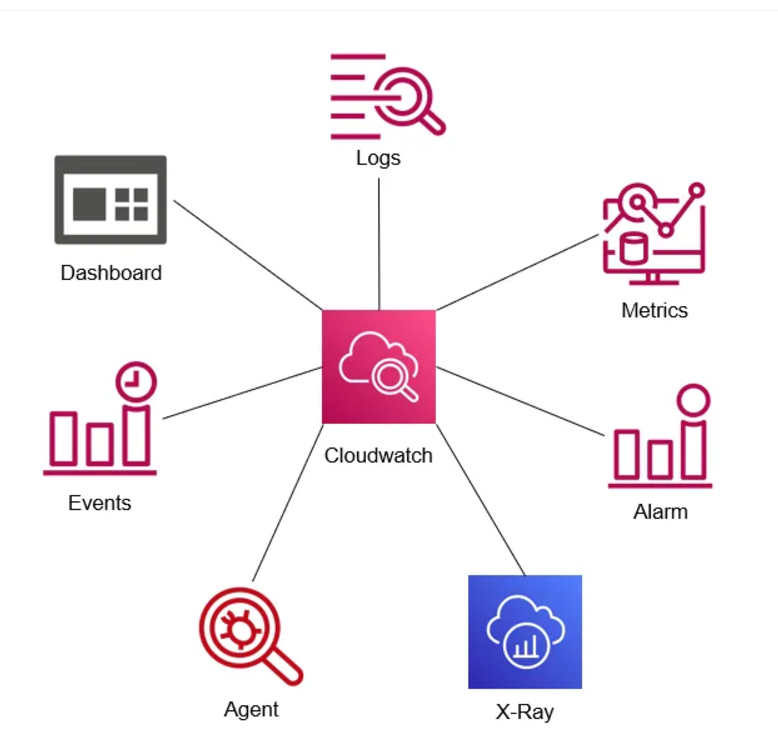 Logs
Dashboard
Metrics
Cloudwatch
Events
Alarm
Agent
X-Ray